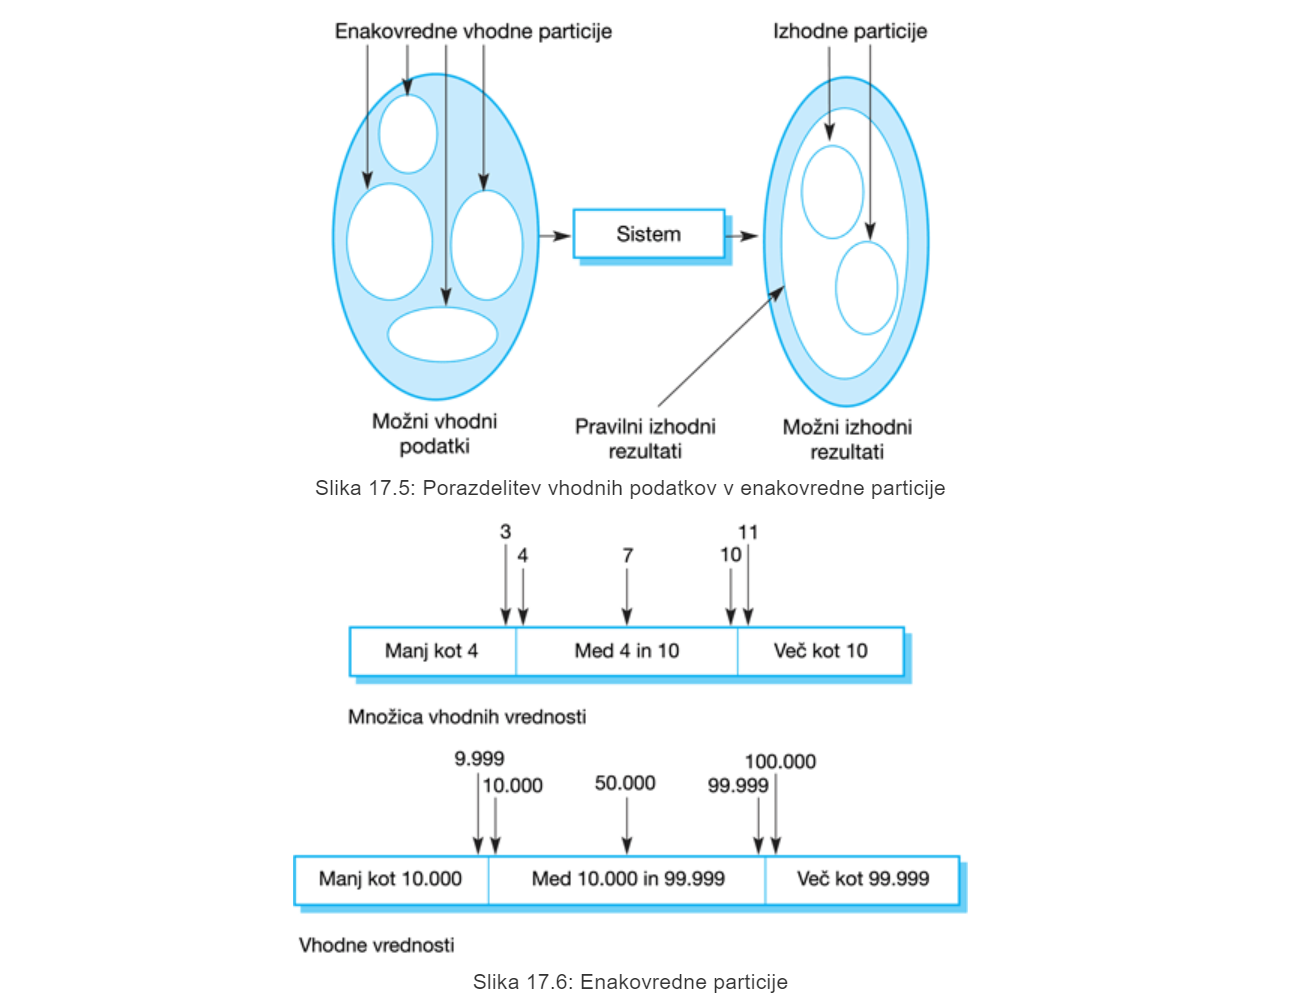 Enakovredne vhodne particije
Izhodne particije
Sistem
Možni vhodni
podatki
Pravilni izhodni
rezultati
Možni izhodni
rezultati
Slika 17.5: Porazdelitev vhodnih podatkov v enakovredne particije
3
11
4
7
10
Manj kot 4
Med 4 in 10
Več kot 10
Množica vhodnih vrednosti
9.999
100.000
10.000
50.000
99.999
Manj kot 10.000
Med 10.000 in 99.999
Več kot 99.999
Vhodne vrednosti
Slika 17.6: Enakovredne particije